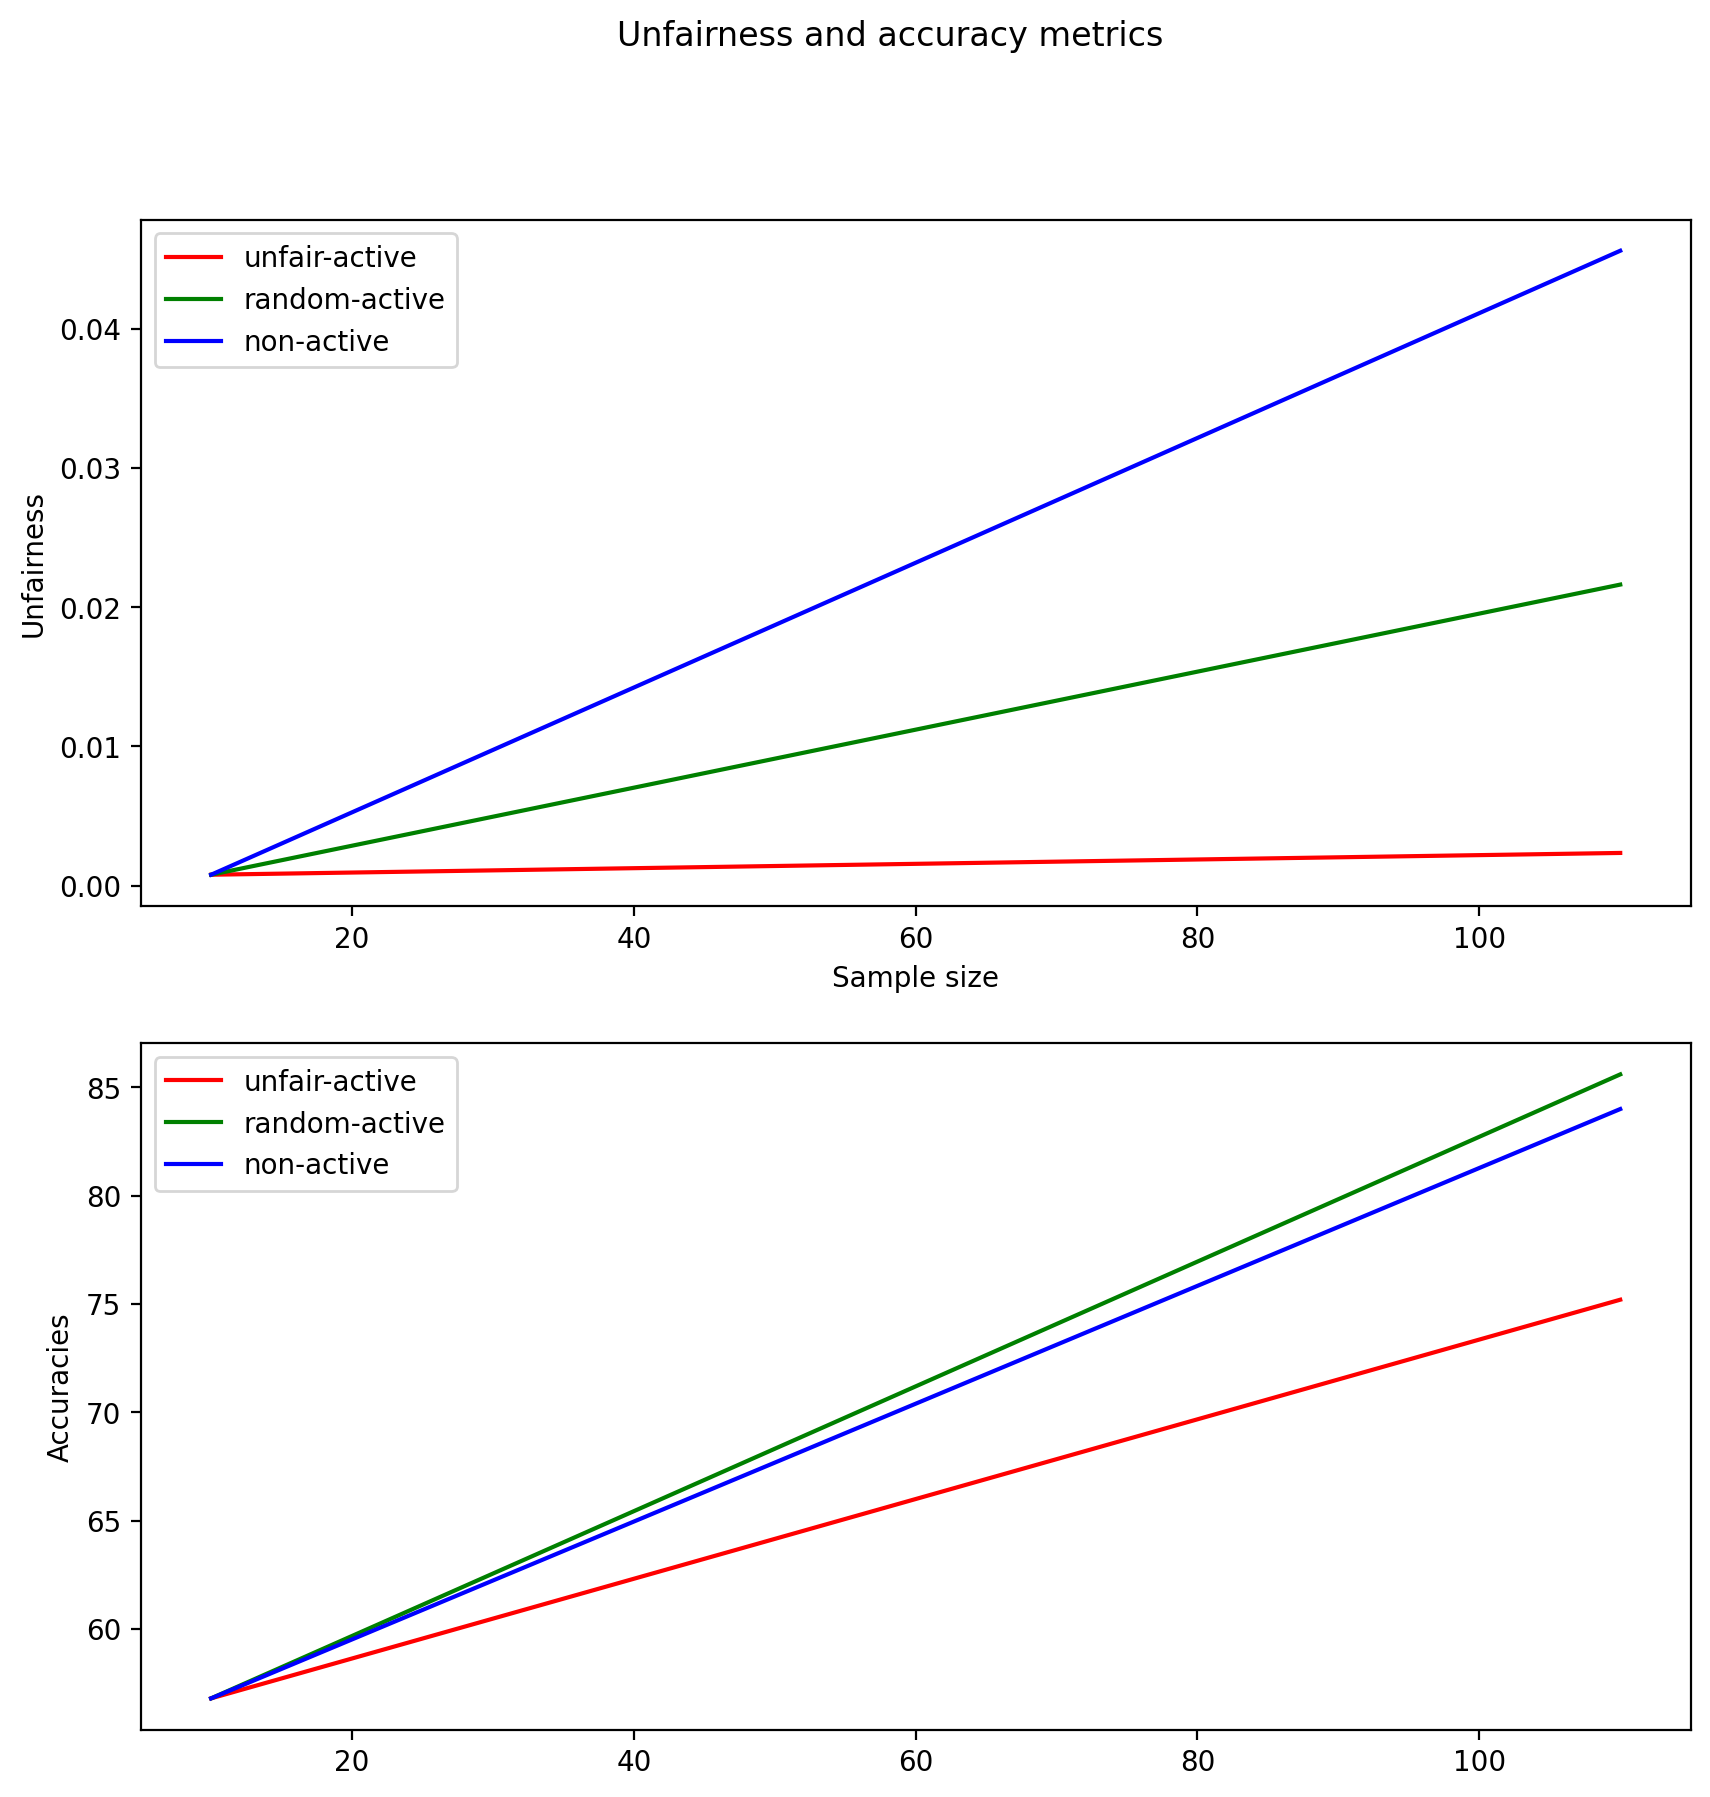 Unfairness and accuracy metrics
unfair-active
random-active
non-active
0.04
0.03
0.02
0.01
0.00
Unfairness
20 40 60 80 100
Sample size
unfair-active
random-active
non-active
85
80
75
70
65
60
Accuracies
20 40 60 80 100